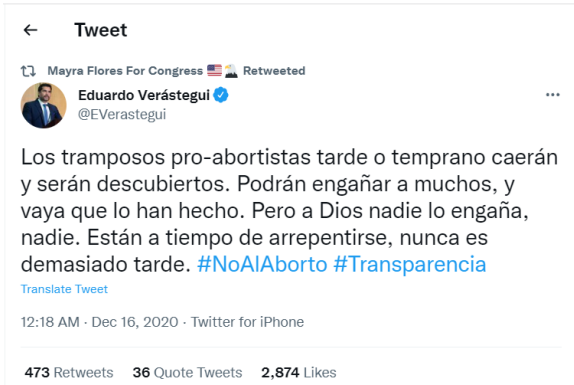 Tweet
Mayra Flores For Congress 🇺🇸 Retweeted
Eduardo Verástegui
@EVerastegui
Los tramposos pro-abortistas tarde o temprano caerán
y serán descubiertos. Podrán engañar a muchos, y
vaya que lo han hecho. Pero a Dios nadie lo engaña,
nadie. Están a tiempo de arrepentirse, nunca es
demasiado tarde. #NoAlAborto #Transparencia
Translate Tweet
12:18 AM · Dec 16, 2020 · Twitter for iPhone
473 Retweets 36 Quote Tweets 2,874 Likes